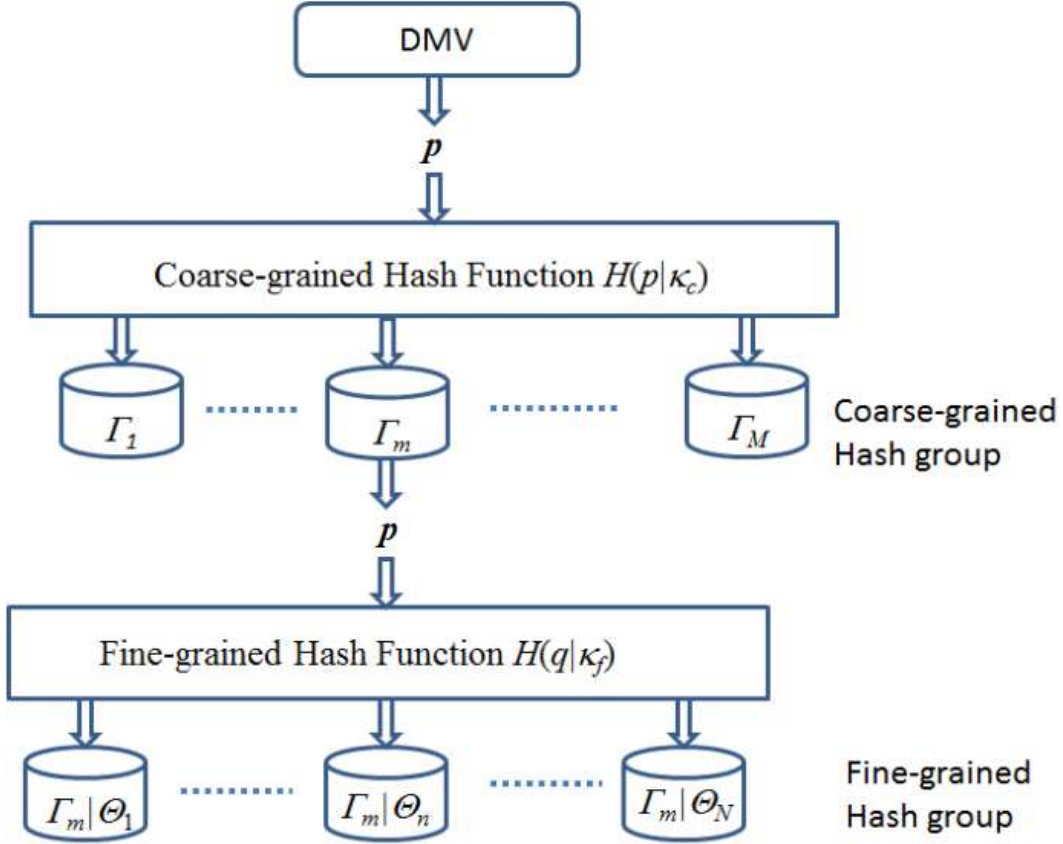 DMV
p
Coarse-grained Hash Function H(p|κc)
Γ1
Γm
ΓM
Coarse-grained
Hash group
p
Fine-grained Hash Function H(q|κf)
Γm|Θ1
Γm|Θn
Γm|ΘN
Fine-grained
Hash group